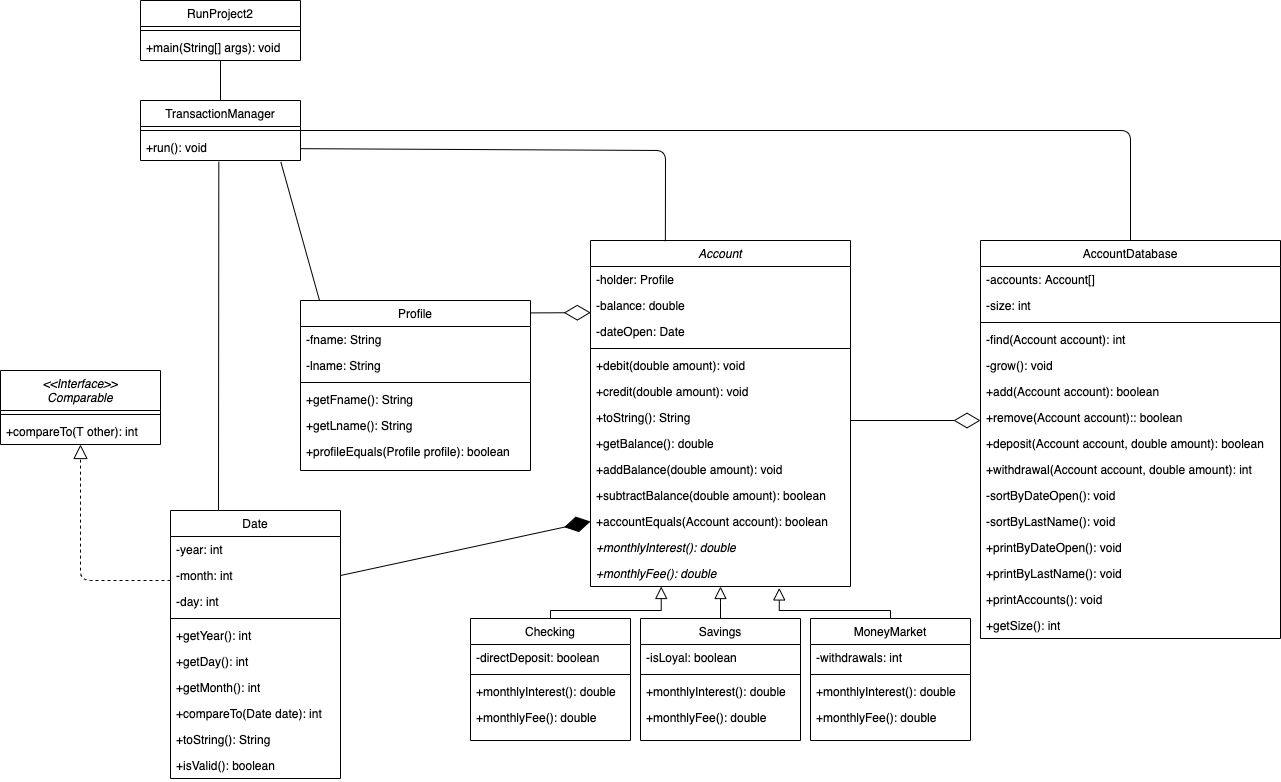 RunProject2
+main(String[] args): void
TransactionManager
+run(): void
Account
-holder: Profile
-balance: double
-dateOpen: Date
+debit(double amount): void
+credit(double amount): void
+toString(): String
+getBalance(): double
+addBalance(double amount): void
+subtractBalance(double amount): boolean
+accountEquals(Account account): boolean
+monthlyInterest(): double
+monthlyFee(): double
AccountDatabase
-accounts: Account[]
-size: int
-find(Account account): int
-grow(): void
+add(Account account): boolean
+remove(Account account):: boolean
+deposit(Account account, double amount): boolean
+withdrawal(Account account, double amount): int
-sortByDateOpen(): void
-sortByLastName(): void
+printByDateOpen(): void
+printByLastName(): void
+printAccounts(): void
+getSize(): int
Profile
-fname: String
-lname: String
+getFname(): String
+getLname(): String
+profileEquals(Profile profile): boolean
<<Interface>>
Comparable
+compareTo(T other): int
Date
-year: int
-month: int
-day: int
+getYear(): int
+getDay(): int
+getMonth(): int
+compareTo(Date date): int
+toString(): String
+isValid(): boolean
Checking
-directDeposit: boolean
+monthlyInterest(): double
+monthlyFee(): double
Savings
-isLoyal: boolean
+monthlyInterest(): double
+monthlyFee(): double
MoneyMarket
-withdrawals: int
+monthlyInterest(): double
+monthlyFee(): double